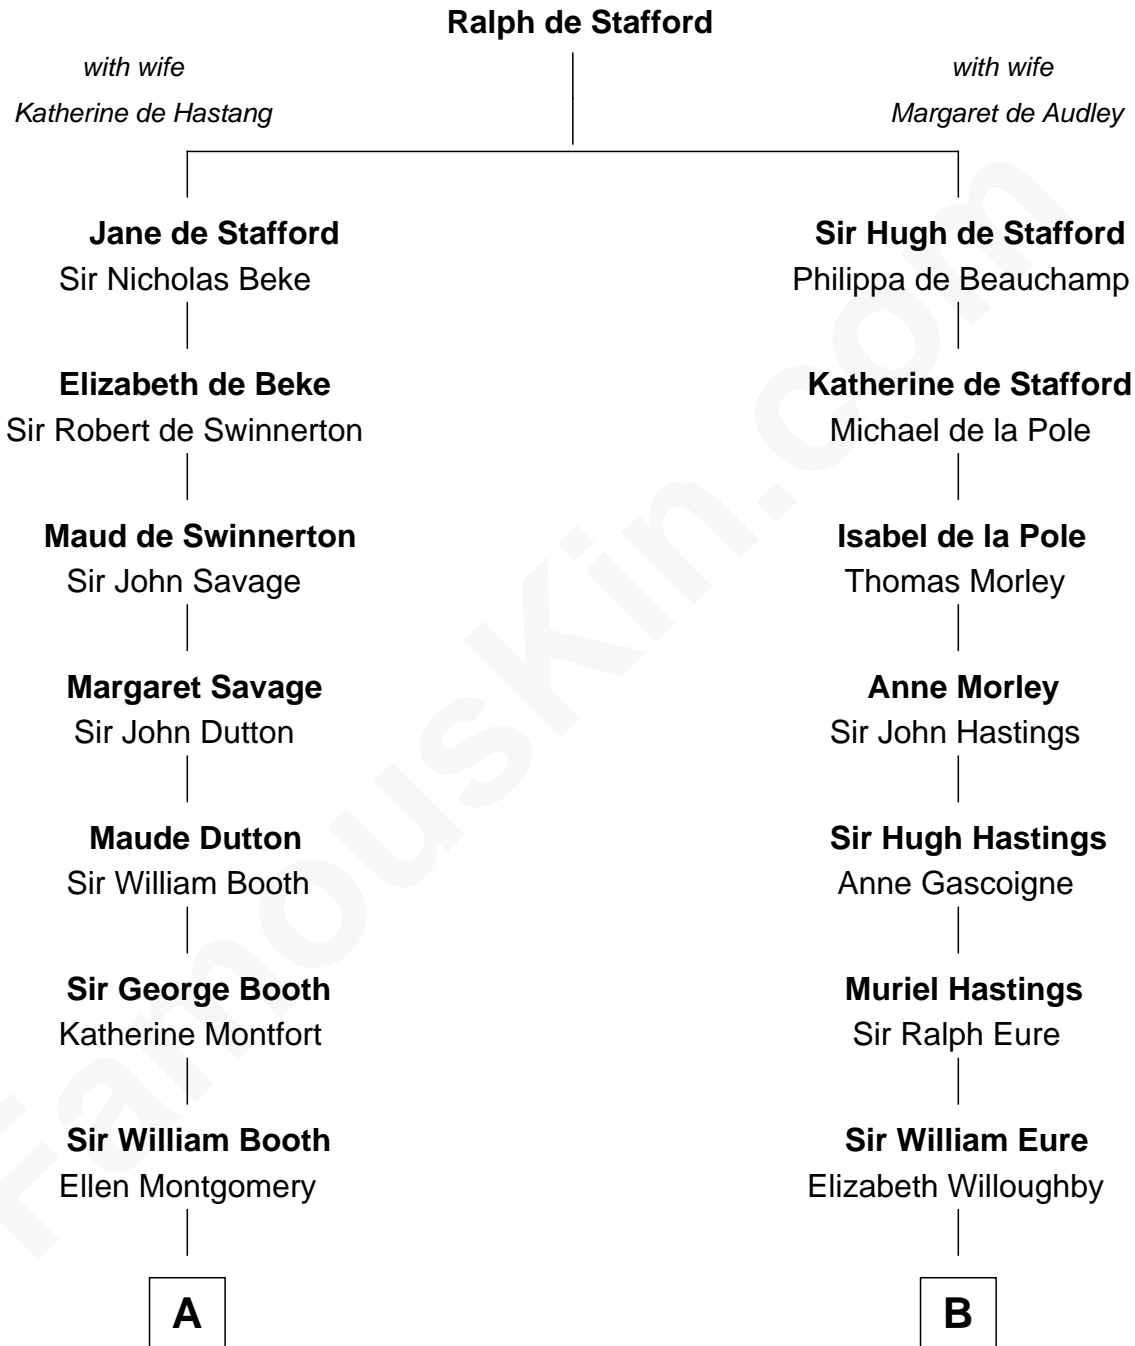 Ralph de Stafford
with wife
Katherine de Hastang
with wife
Margaret de Audley
Jane de Stafford
Sir Nicholas Beke
Sir Hugh de Stafford
Philippa de Beauchamp
Elizabeth de Beke
Sir Robert de Swinnerton
Katherine de Stafford
Michael de la Pole
Maud de Swinnerton
Sir John Savage
Isabel de la Pole
Thomas Morley
Margaret Savage
Sir John Dutton
Anne Morley
Sir John Hastings
Maude Dutton
Sir William Booth
Sir Hugh Hastings
Anne Gascoigne
Sir George Booth
Katherine Montfort
Muriel Hastings
Sir Ralph Eure
Sir William Booth
Ellen Montgomery
Sir William Eure
Elizabeth Willoughby
A
B
FamousKin.com